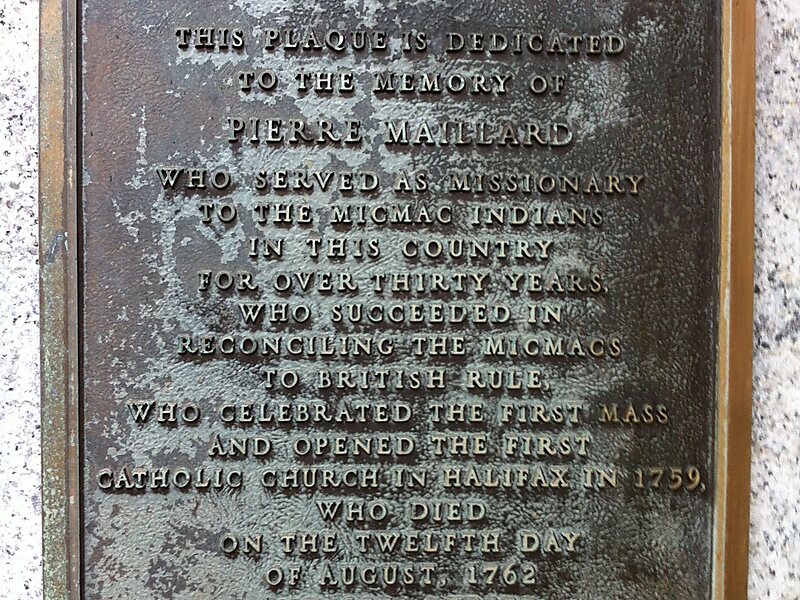 THIS PLAQUE IS DEDICATED
TO THE MEMORY OF
PIERRE MAILLARD
WHO SERVED AS MISSIONARY
TO THE MICMAC INDIANS
IN THIS COUNTRY
FOR OVER THIRTY YEARS,
WHO SUCCEEDED IN
RECONCILING THE MICMACS
TO BRITISH RULE,
WHO CELEBRATED THE FIRST MASS
AND OPENED THE FIRST
CATHOLIC CHURCH IN HALIFAX IN 1759,
WHO DIED
ON THE TWELFTH DAY
OF AUGUST, 1762